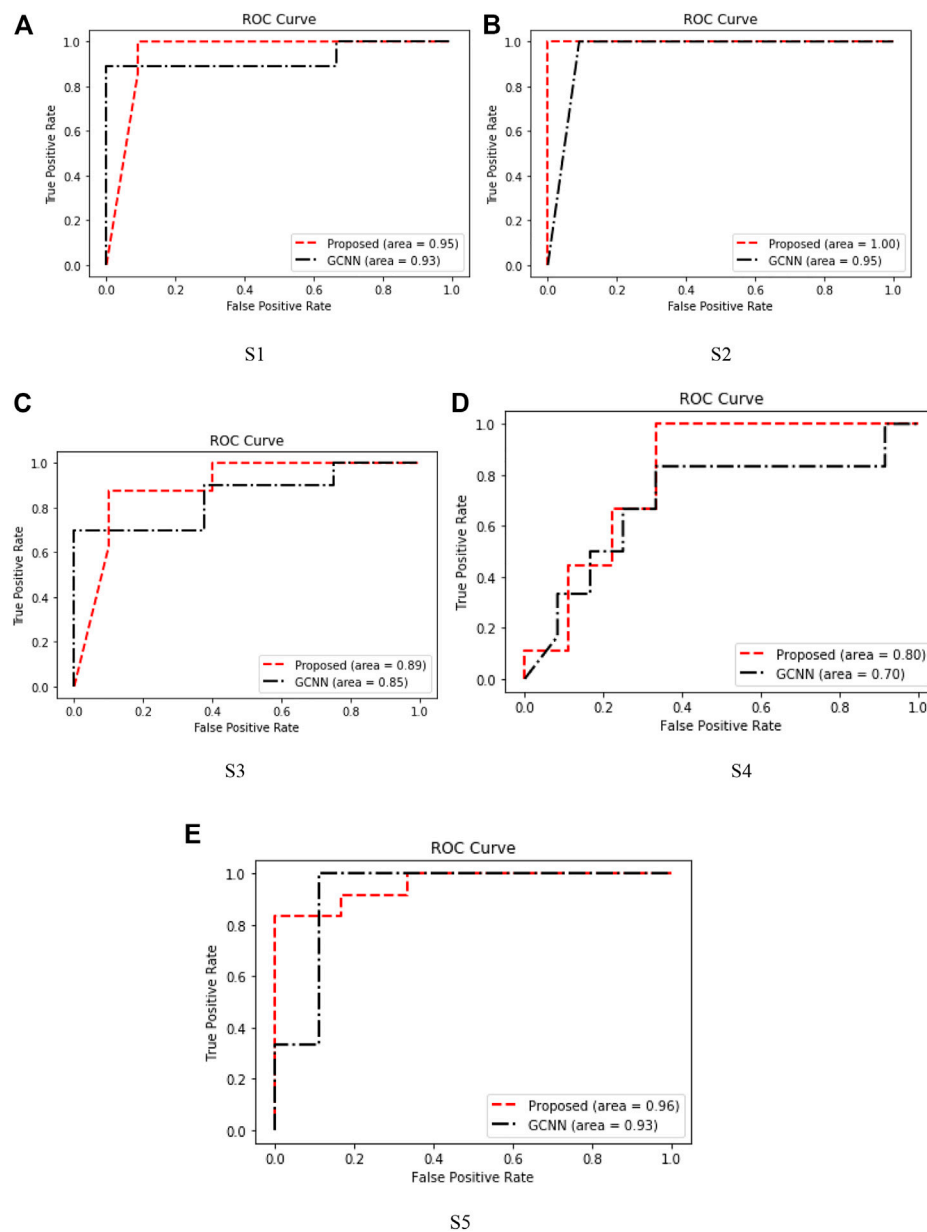 A
ROC Curve
True Positive Rate
1.0
0.8
0.6
0.4
0.2
0.0
Proposed (area = 0.95)
GCNN (area = 0.93)
0.0 0.2 0.4 0.6 0.8 1.0
False Positive Rate
S1
B
ROC Curve
True Positive Rate
1.0
0.8
0.6
0.4
0.2
0.0
Proposed (area = 1.00)
GCNN (area = 0.95)
0.0 0.2 0.4 0.6 0.8 1.0
False Positive Rate
S2
C
ROC Curve
True Positive Rate
1.0
0.8
0.6
0.4
0.2
0.0
Proposed (area = 0.89)
GCNN (area = 0.85)
0.0 0.2 0.4 0.6 0.8 1.0
False Positive Rate
S3
D
ROC Curve
True Positive Rate
1.0
0.8
0.6
0.4
0.2
0.0
Proposed (area = 0.80)
GCNN (area = 0.70)
0.0 0.2 0.4 0.6 0.8 1.0
False Positive Rate
S4
E
ROC Curve
True Positive Rate
1.0
0.8
0.6
0.4
0.2
0.0
Proposed (area = 0.96)
GCNN (area = 0.93)
0.0 0.2 0.4 0.6 0.8 1.0
False Positive Rate
S5